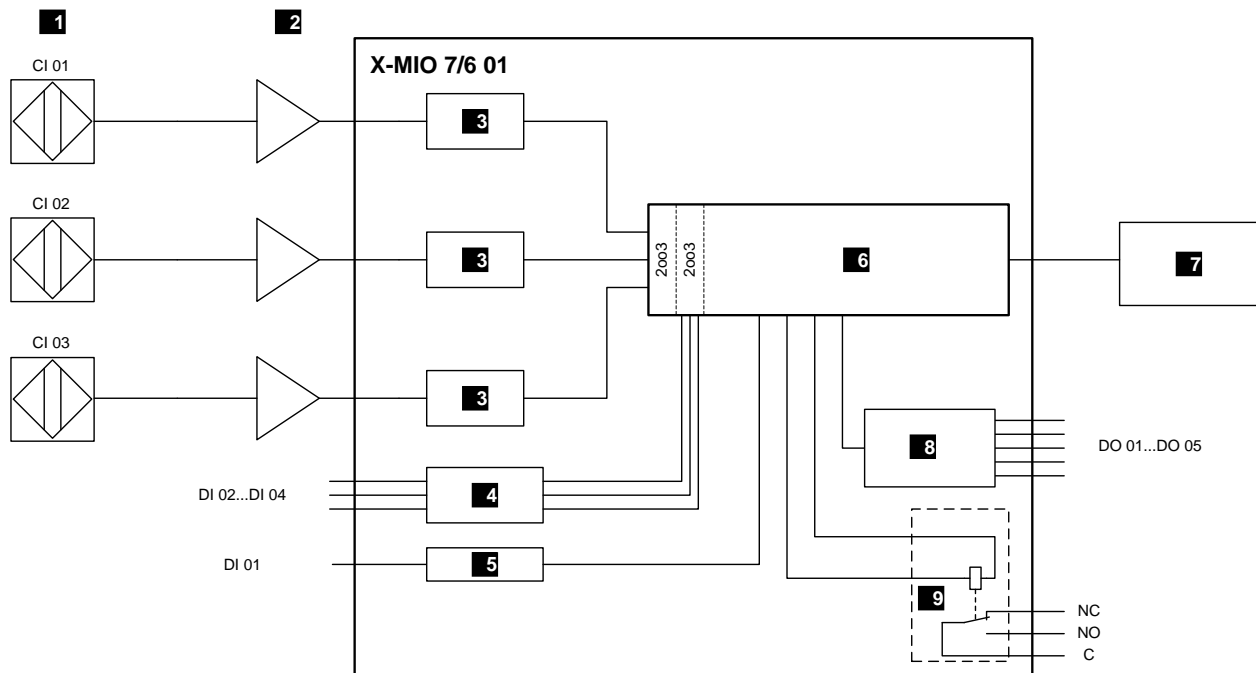 1 2
X-MIO 7/6 01
CI 01
3
CI 02
2oo3 2oo3 6 7
3
CI 03
3
8 DO 01...DO 05
DI 02...DI 04 4
DI 01 5
9
NC
NO
C